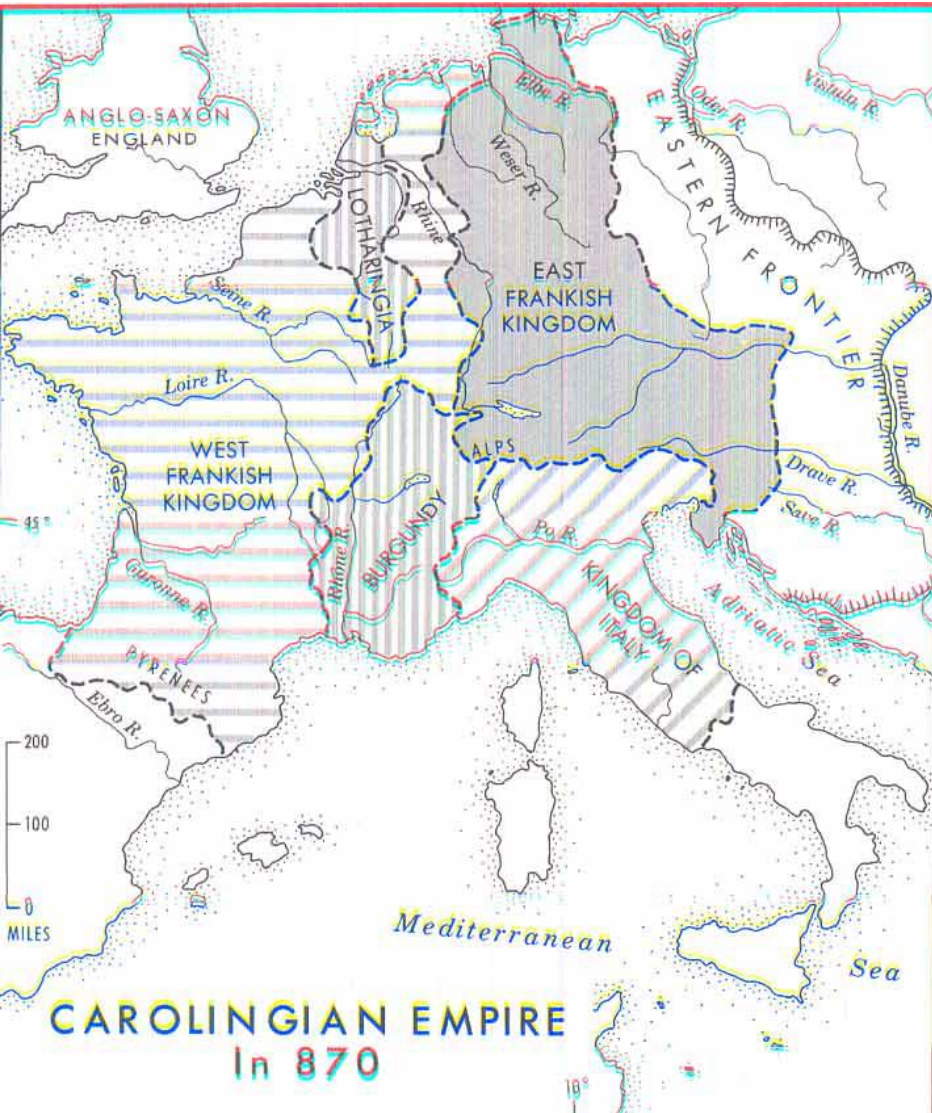 ANGLO-SAXON
ENGLAND
Elbe R.
Oder R.
Vistula R.
EASTERN FRONTIER
Weser R.
LOTHARINGIA
Rhine
Seine R.
EAST
FRANKISH
KINGDOM
Loire R.
Danube R.
WEST
FRANKISH
KINGDOM
ALPS
Drave R.
Save R.
45°
Po R.
BURGUNDY
Rhone R.
Garonne R.
KINGDOM OF
ITALY
Adriatic Sea
PYRENEES
Ebro R.
200
100
0
MILES
Mediterranean Sea
CAROLINGIAN EMPIRE
In 870
10°